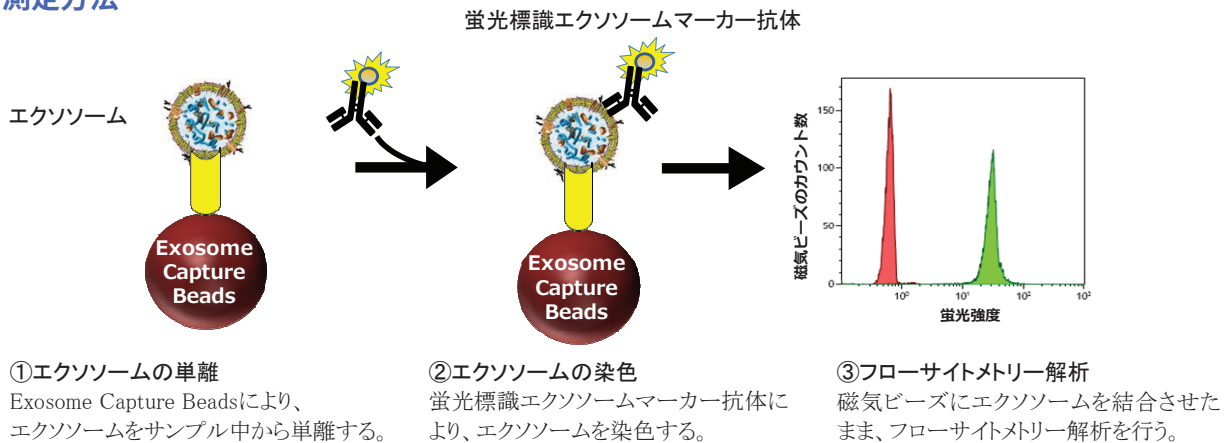 測定方法
蛍光標識エクソソームマーカー抗体
エクソソーム
Exosome
Capture
Beads
Exosome
Capture
Beads
磁気ビーズのカウント数
150
100
50
0
10⁰
10¹
10²
10³
蛍光強度
①エクソソームの単離
Exosome Capture Beadsにより、
エクソソームをサンプル中から単離する。
②エクソソームの染色
蛍光標識エクソソームマーカー抗体に
より、エクソソームを染色する。
③フローサイトメトリー解析
磁気ビーズにエクソソームを結合させた
まま、フローサイトメトリー解析を行う。